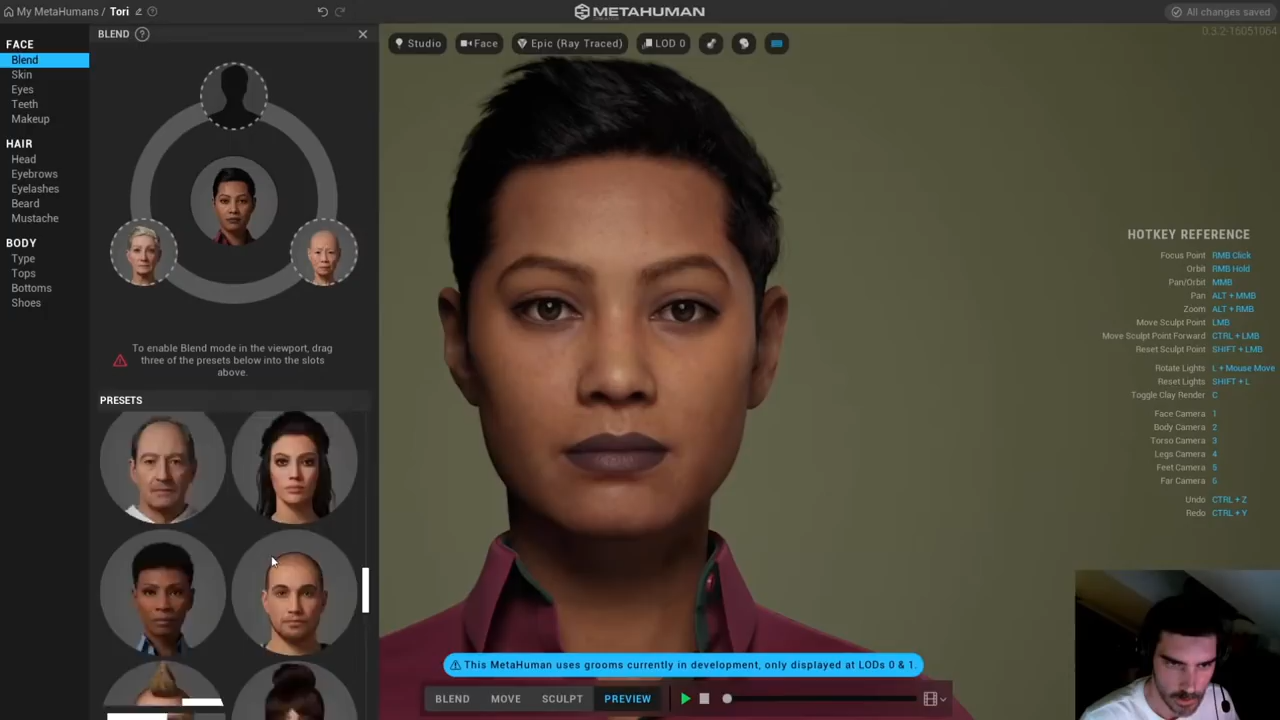 My MetaHumans / Tori
METAHUMAN
All changes saved
0.3.2-16051064
FACE
Blend
Skin
Eyes
Teeth
Makeup
HAIR
Head
Eyebrows
Eyelashes
Beard
Mustache
BODY
Type
Tops
Bottoms
Shoes
BLEND
To enable Blend mode in the viewport, drag
three of the presets below into the slots
above.
PRESETS
Studio
Face
Epic (Ray Traced)
LOD 0
HOTKEY REFERENCE
Focus Point RMB Click
Orbit RMB Hold
Pan/Orbit MMB
Pan ALT + MMB
Zoom ALT + RMB
Move Sculpt Point LMB
Move Sculpt Point Forward CTRL + LMB
Reset Sculpt Point SHIFT + LMB
Rotate Lights L + Mouse Move
Reset Lights SHIFT + L
Toggle Clay Render C
Face Camera 1
Body Camera 2
Torso Camera 3
Legs Camera 4
Feet Camera 5
Far Camera 6
Undo CTRL + Z
Redo CTRL + Y
This MetaHuman uses grooms currently in development, only displayed at LODs 0 & 1.
BLEND
MOVE
SCULPT
PREVIEW